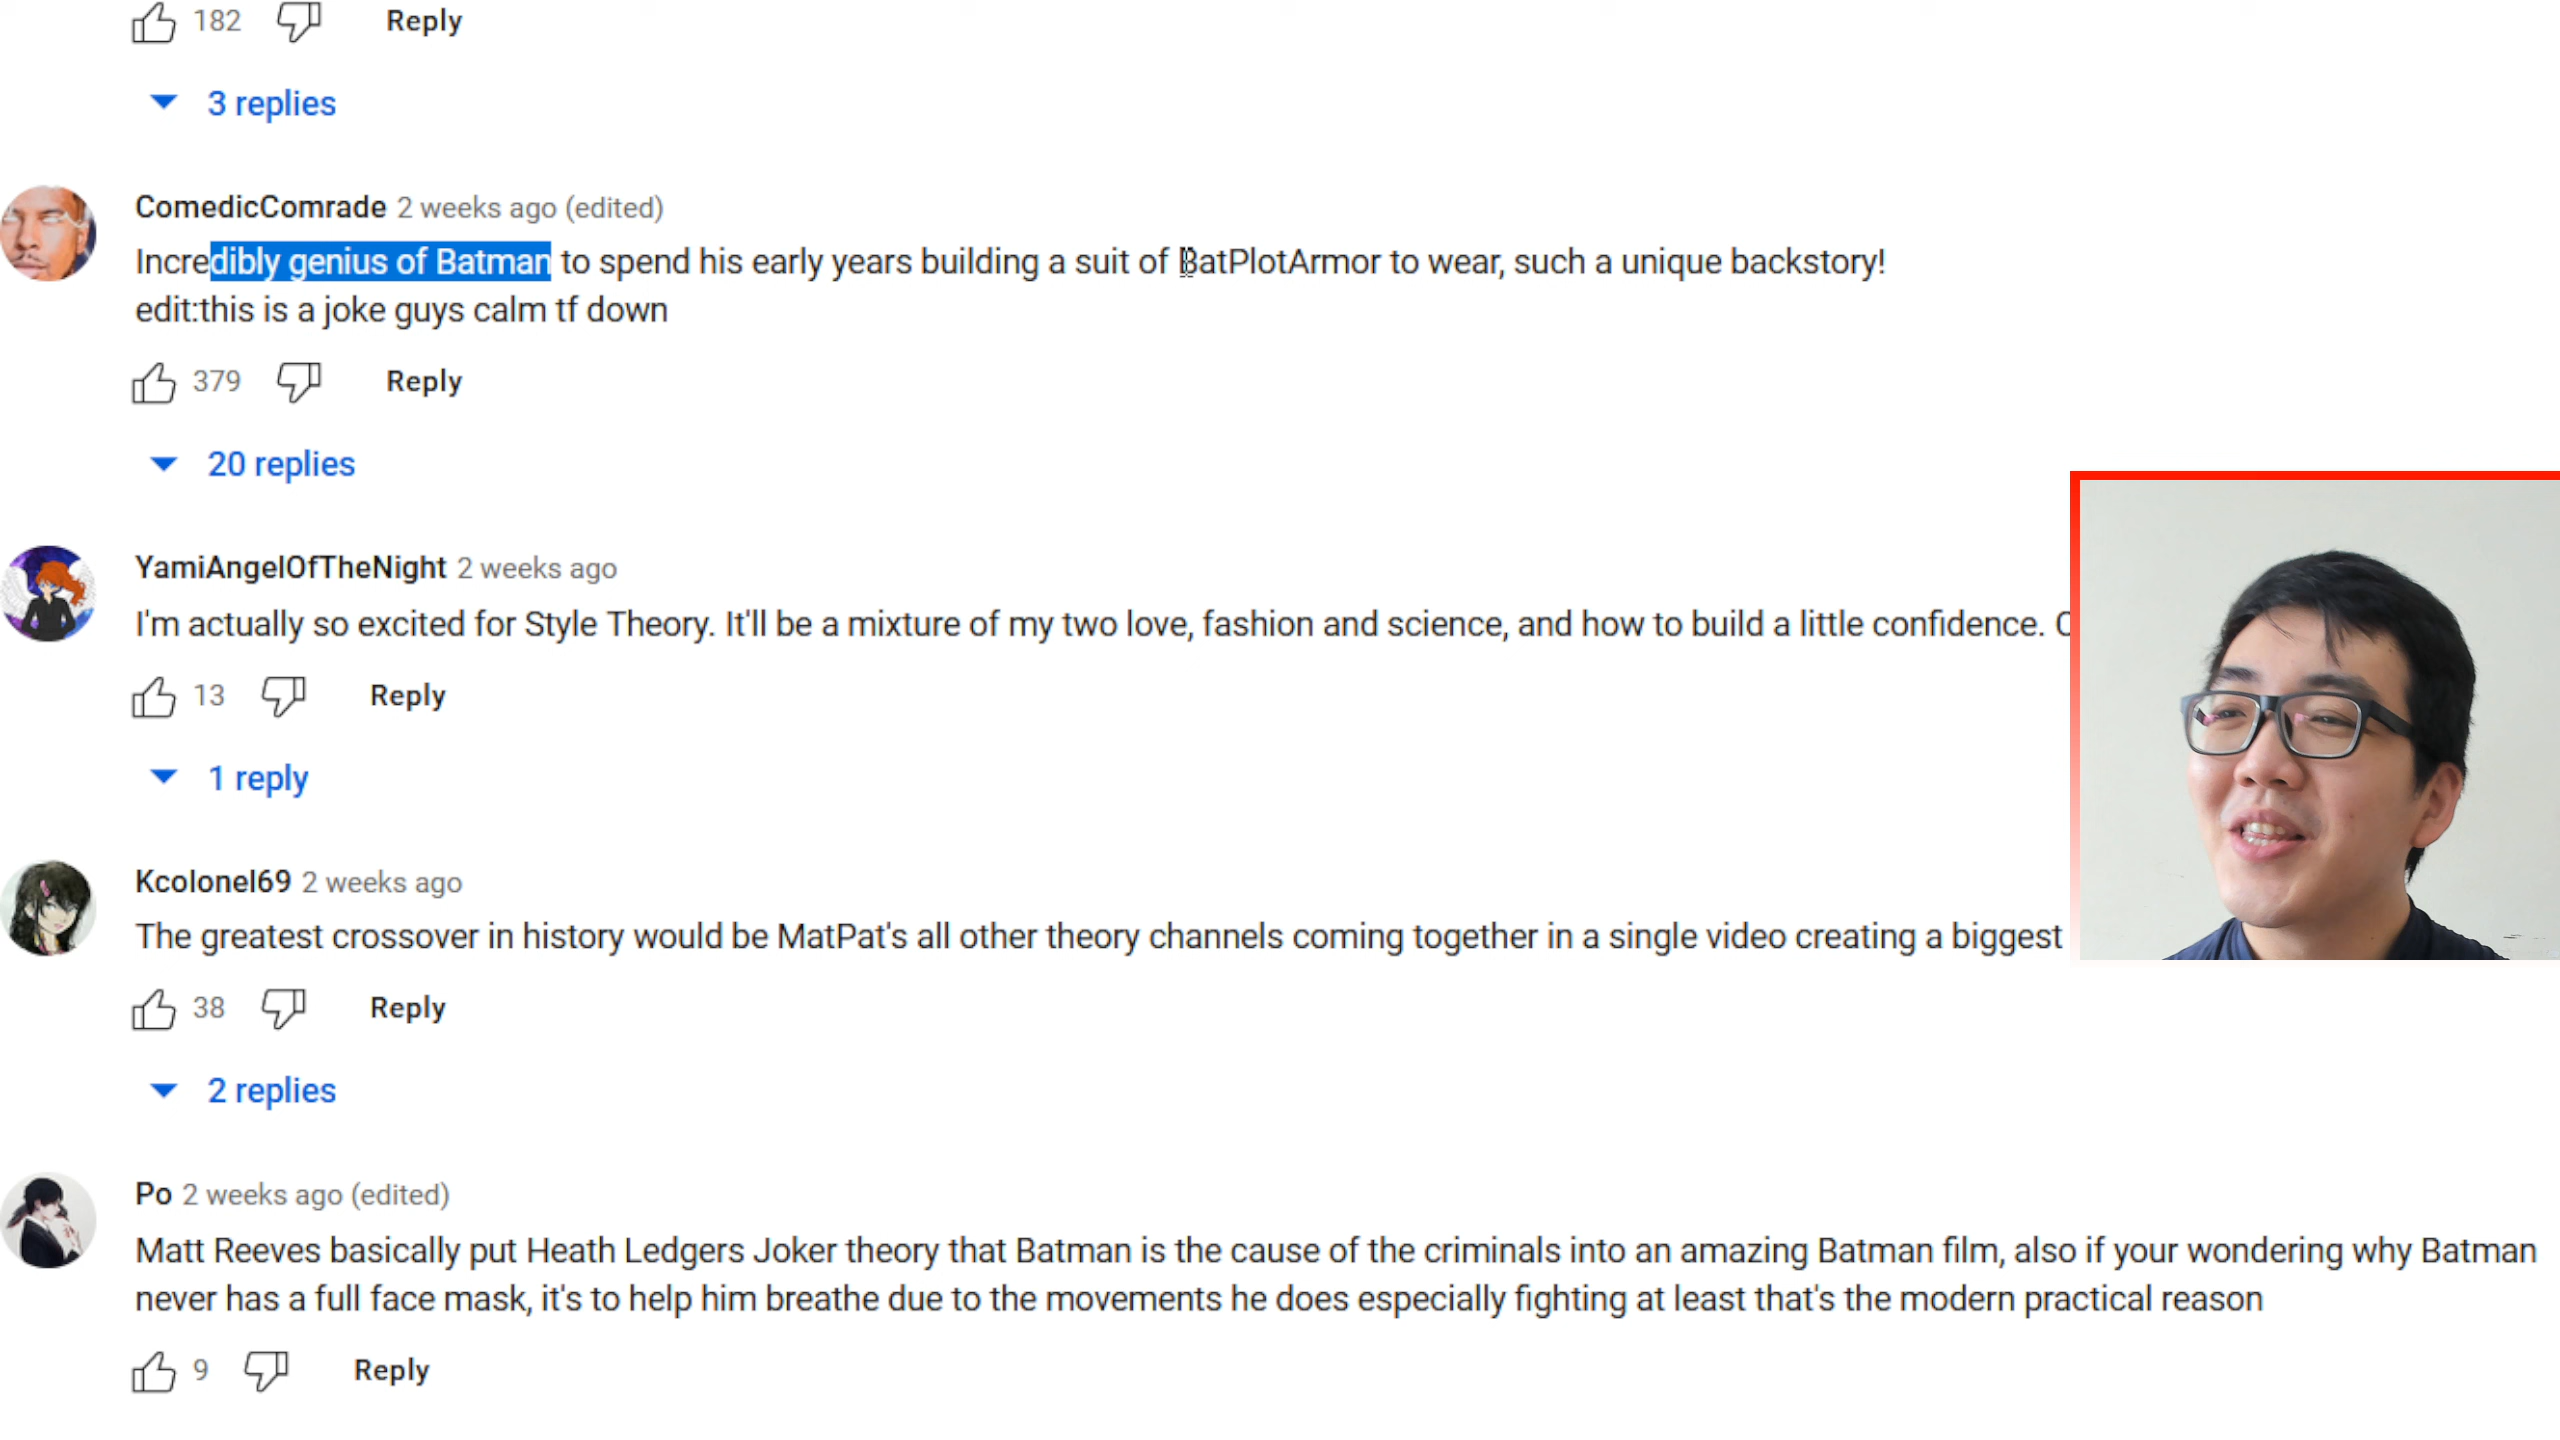 182 Reply
3 replies
ComedicComrade 2 weeks ago (edited)
Incredibly genius of Batman to spend his early years building a suit of BatPlotArmor to wear, such a unique backstory!
edit:this is a joke guys calm tf down
379 Reply
20 replies
YamiAngelOfTheNight 2 weeks ago
I'm actually so excited for Style Theory. It'll be a mixture of my two love, fashion and science, and how to build a little confidence.
13 Reply
1 reply
Kcolonel69 2 weeks ago
The greatest crossover in history would be MatPat's all other theory channels coming together in a single video creating a biggest
38 Reply
2 replies
Po 2 weeks ago (edited)
Matt Reeves basically put Heath Ledgers Joker theory that Batman is the cause of the criminals into an amazing Batman film, also if your wondering why Batman
never has a full face mask, it's to help him breathe due to the movements he does especially fighting at least that's the modern practical reason
9 Reply